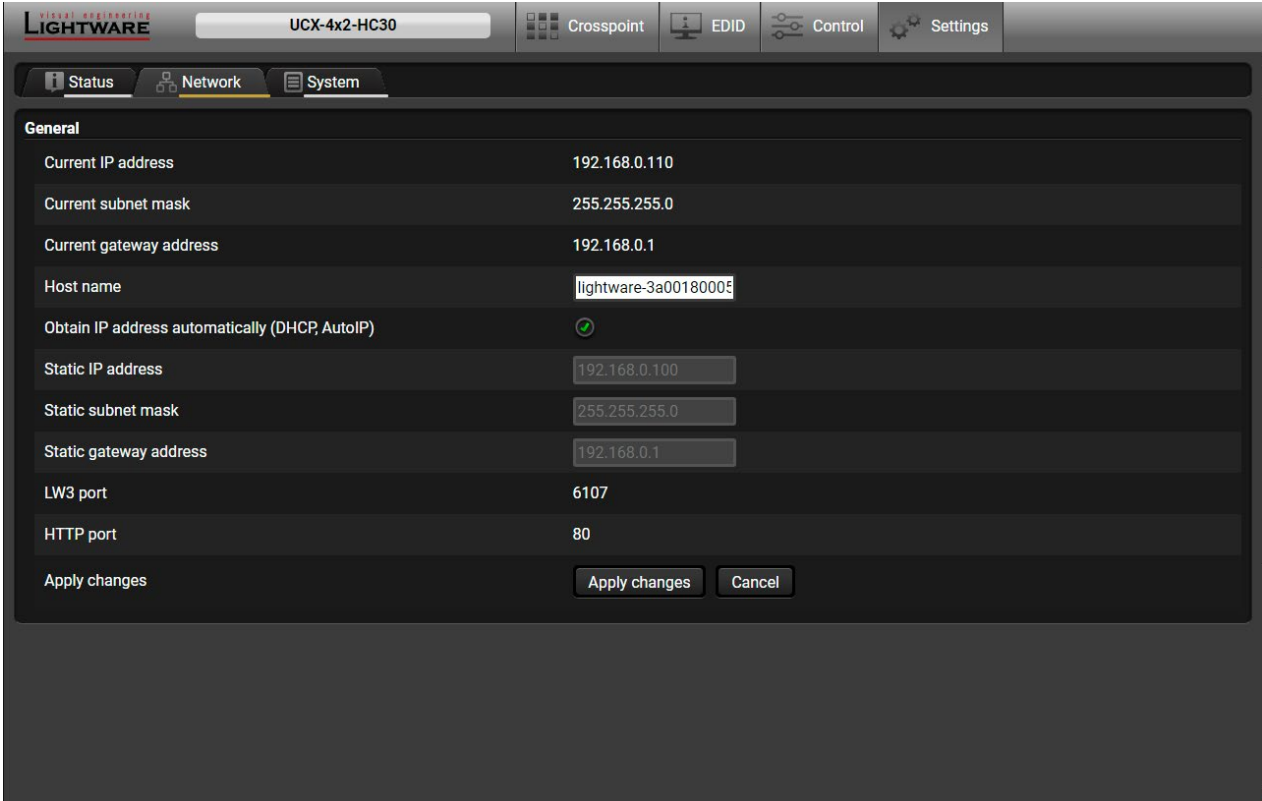 visual engineering
LIGHTWARE
UCX-4x2-HC30
Crosspoint
EDID
Control
Settings
Status
Network
System
General
Current IP address 192.168.0.110
Current subnet mask 255.255.255.0
Current gateway address 192.168.0.1
Host name lightware-3a00180005
Obtain IP address automatically (DHCP, AutoIP)
Static IP address 192.168.0.100
Static subnet mask 255.255.255.0
Static gateway address 192.168.0.1
LW3 port 6107
HTTP port 80
Apply changes Apply changes Cancel